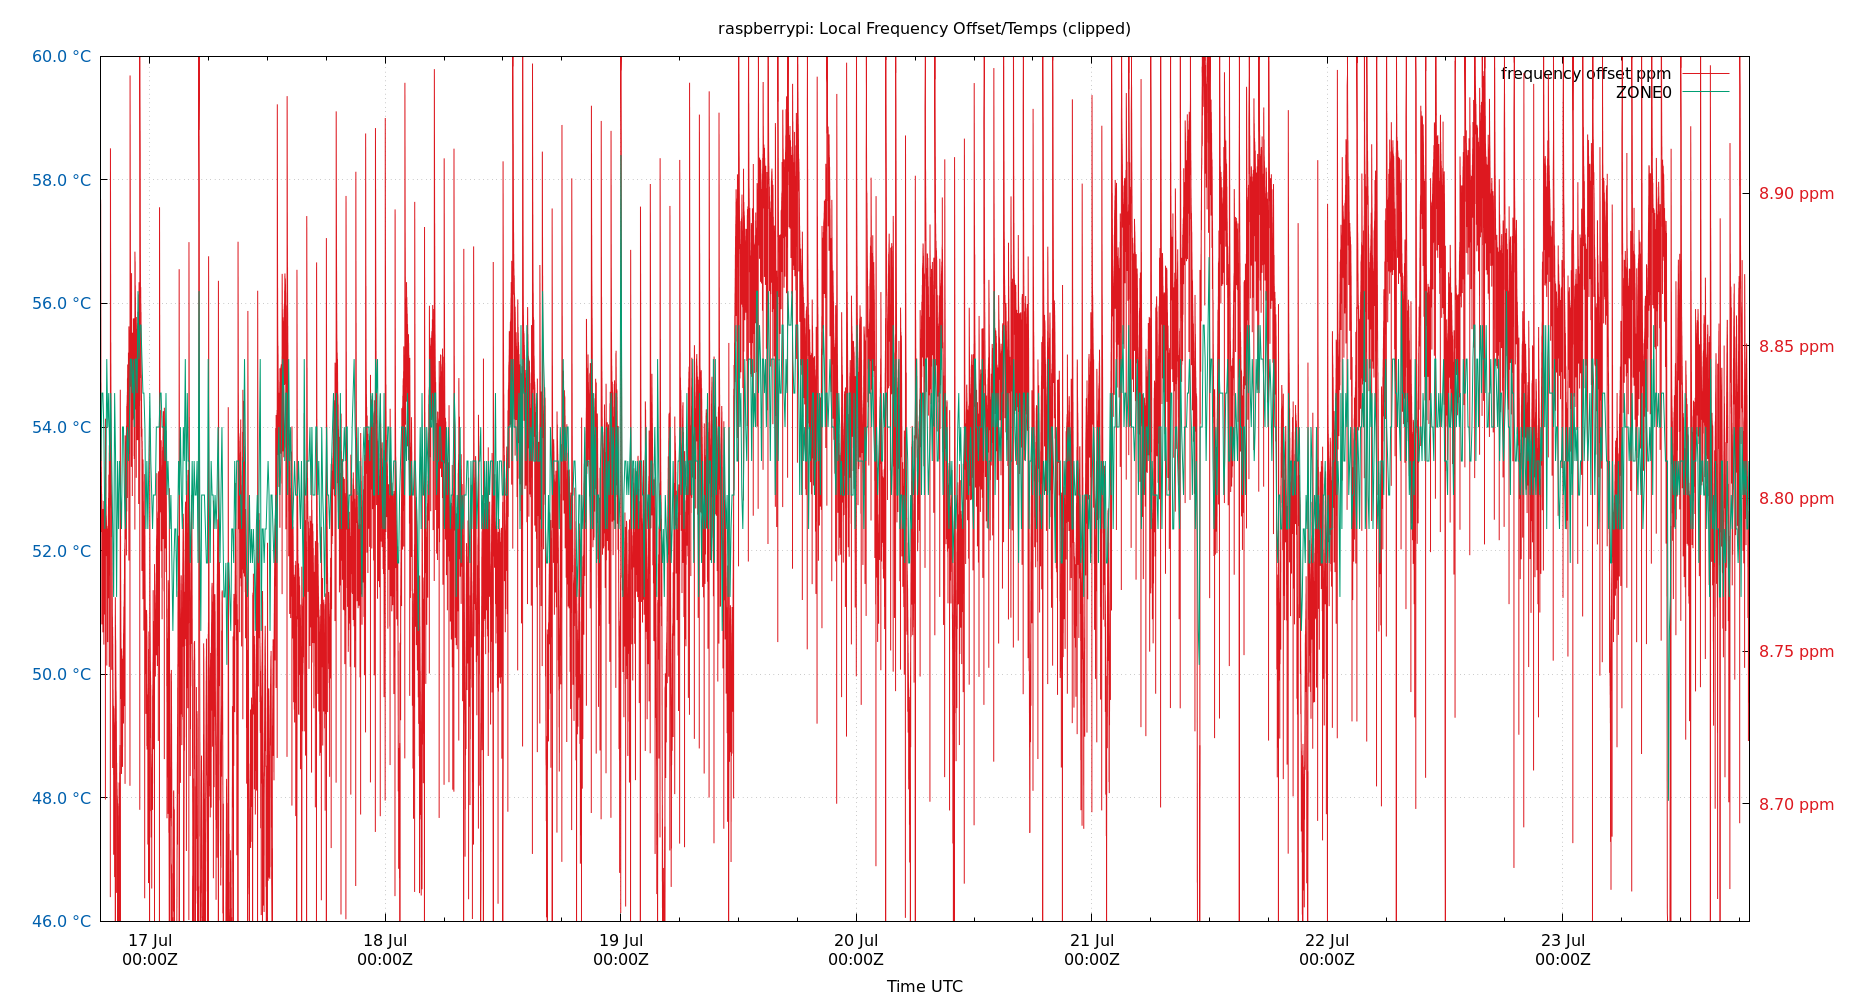 raspberrypi: Local Frequency Offset/Temps (clipped)
60.0 °C
58.0 °C
56.0 °C
54.0 °C
52.0 °C
50.0 °C
48.0 °C
46.0 °C
frequency offset ppm
ZONE0
8.90 ppm
8.85 ppm
8.80 ppm
8.75 ppm
8.70 ppm
17 Jul 18 Jul 19 Jul 20 Jul 21 Jul 22 Jul 23 Jul
00:00Z 00:00Z 00:00Z 00:00Z 00:00Z 00:00Z 00:00Z
Time UTC